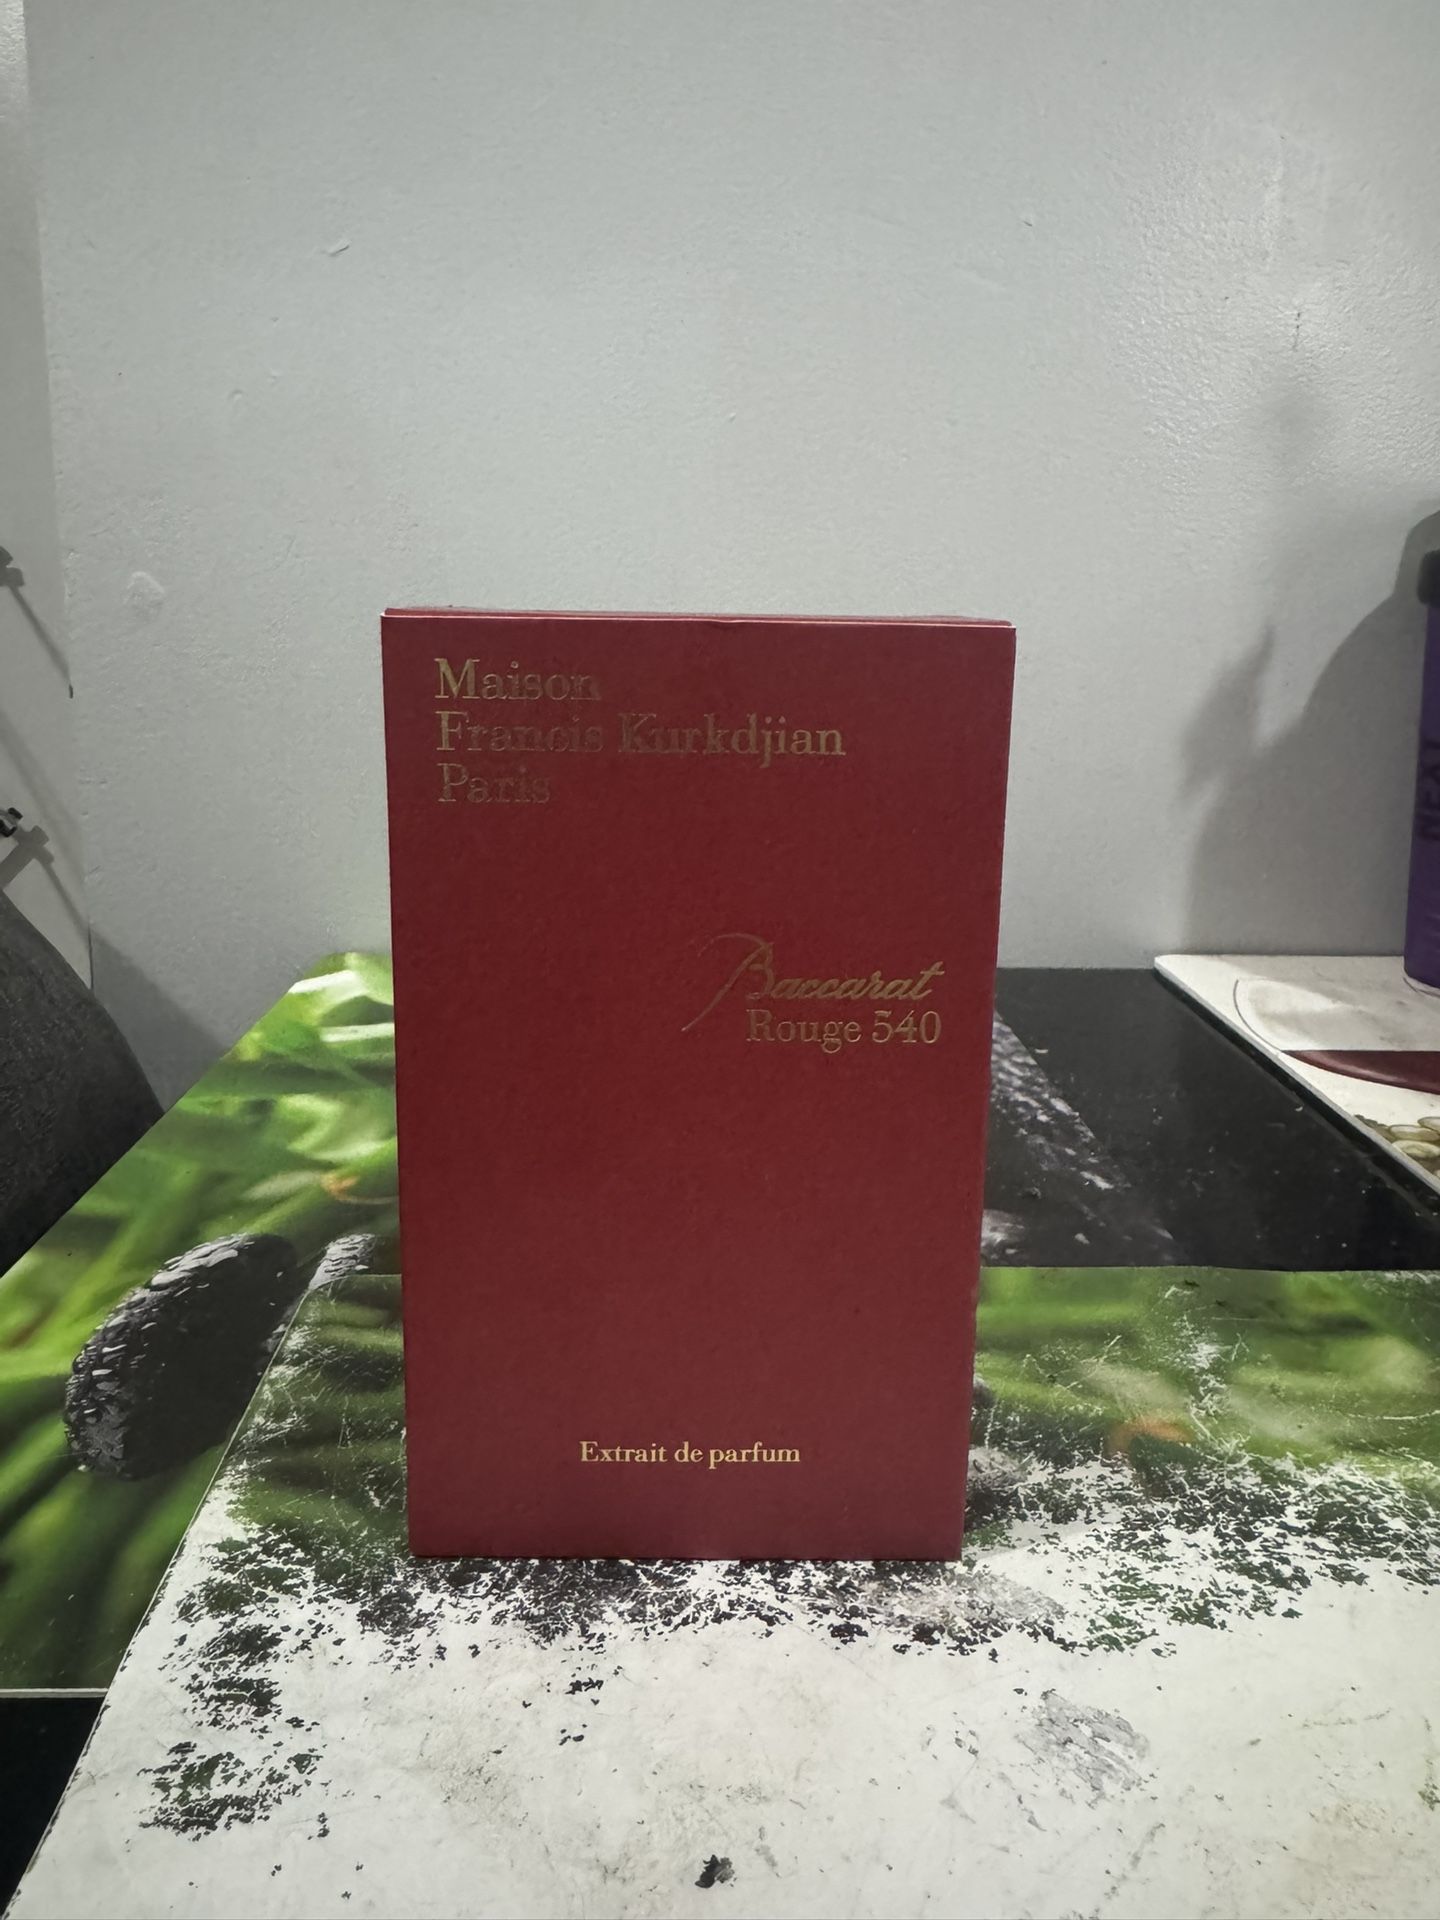 Maison
Francis Kurkdjian
Paris
Baccarat
Rouge 540
Extrait de parfum